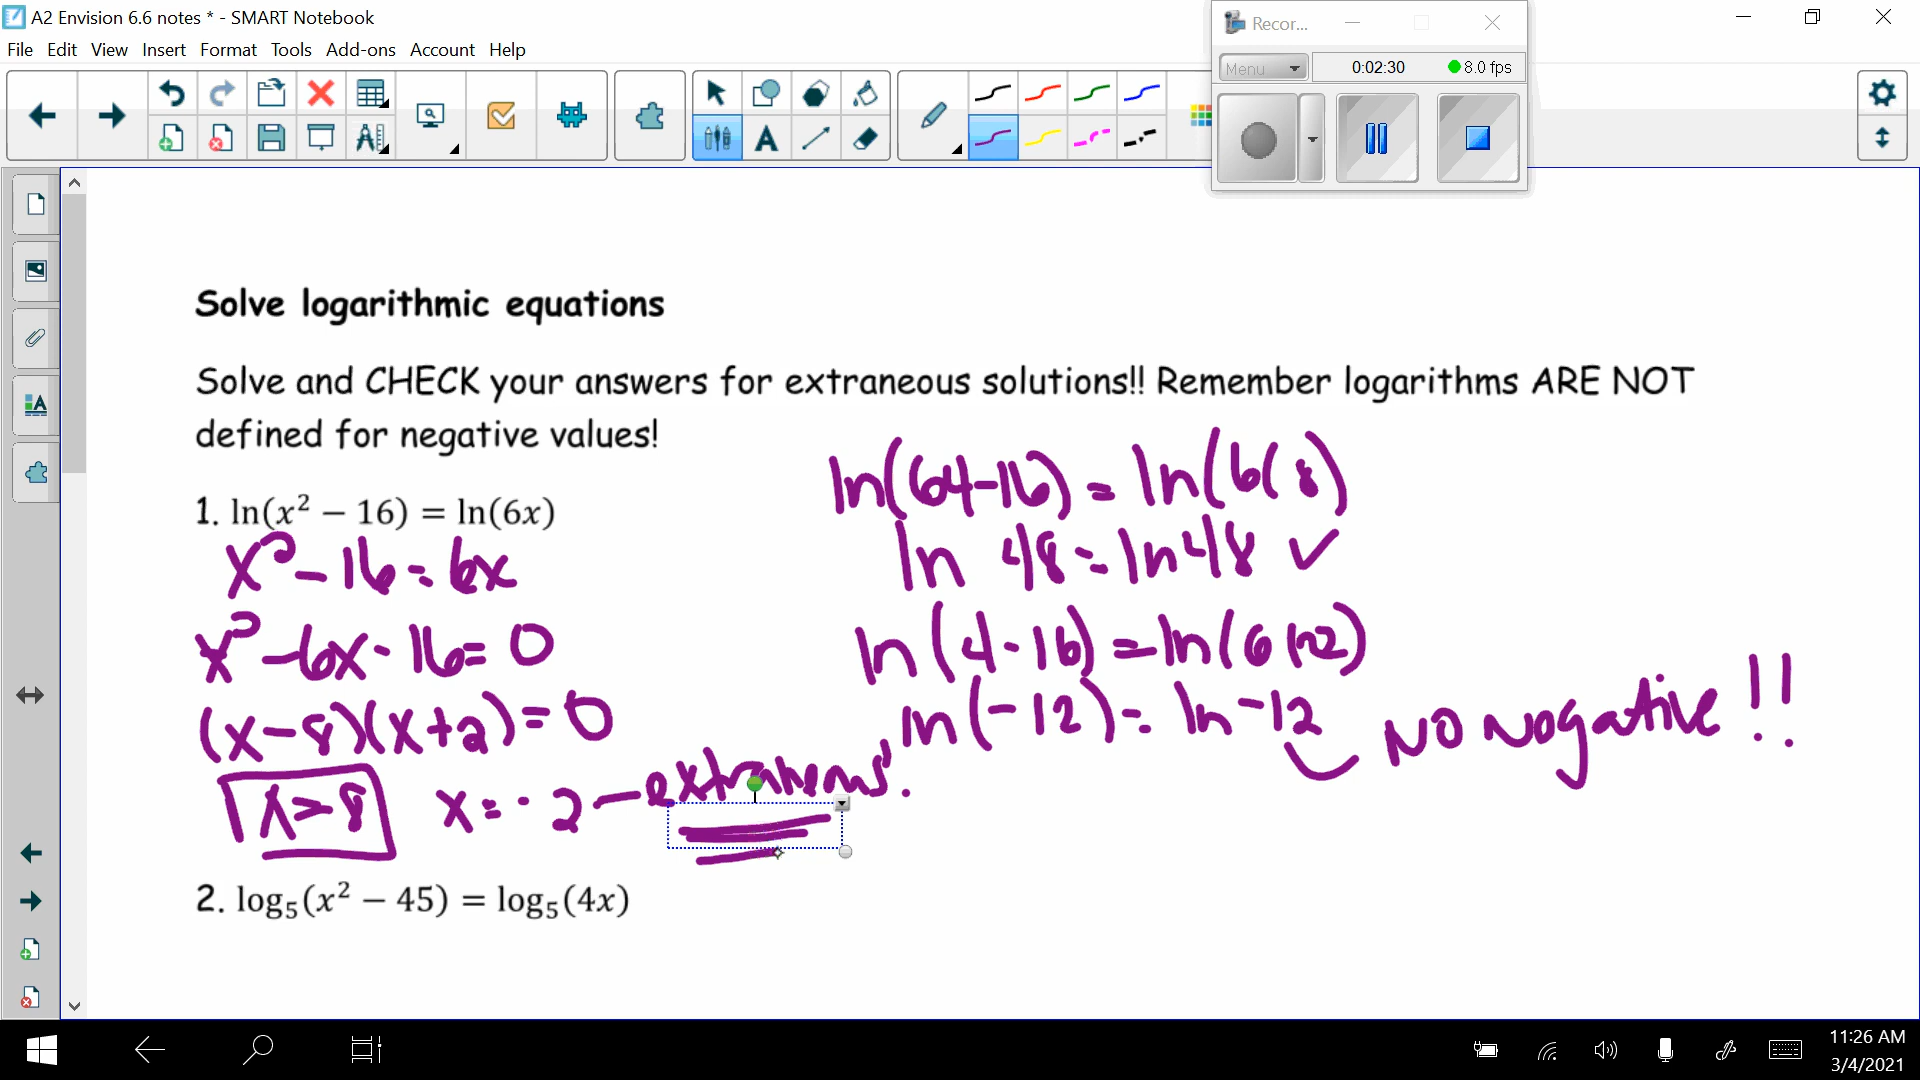 A2 Envision 6.6 notes * - SMART Notebook
File Edit View Insert Format Tools Add-ons Account Help
Recor...
Menu
0:02:30
8.0 fps
Solve logarithmic equations
Solve and CHECK your answers for extraneous solutions!! Remember logarithms ARE NOT
defined for negative values!
ln(64-16) = ln(6(8)
1. ln(x² − 16) = ln(6x)
ln 48 = ln 48 ✓
x²-16=6x
ln(4-16)=ln(6(-2)
x²-6x-16=0
ln(-12)= ln-12 NO Nogative!!
(x-8)(x+2)=0
x=8 x=-2 - extraneous.
2. log₅(x² − 45) = log₅(4x)
11:26 AM
3/4/2021